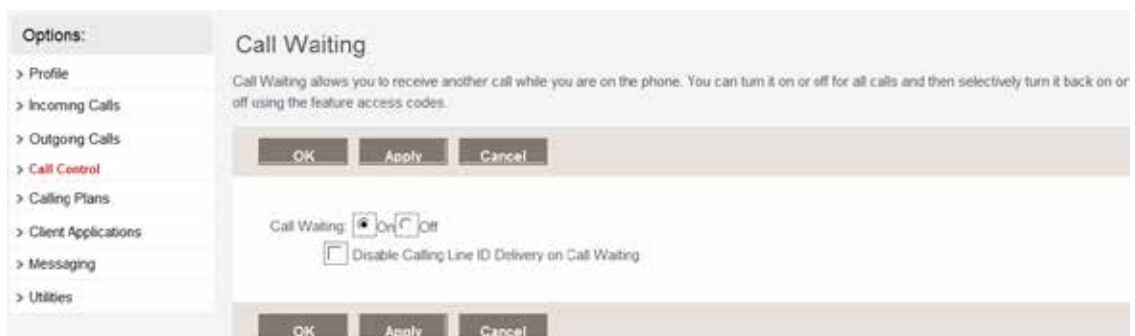 Options:
> Profile
> Incoming Calls
> Outgoing Calls
> Call Control
> Calling Plans
> Client Applications
> Messaging
> Utilities
Call Waiting
Call Waiting allows you to receive another call while you are on the phone. You can turn it on or off for all calls and then selectively turn it back on or
off using the feature access codes.
OK Apply Cancel
Call Waiting: On Off
Disable Calling Line ID Delivery on Call Waiting
OK Apply Cancel